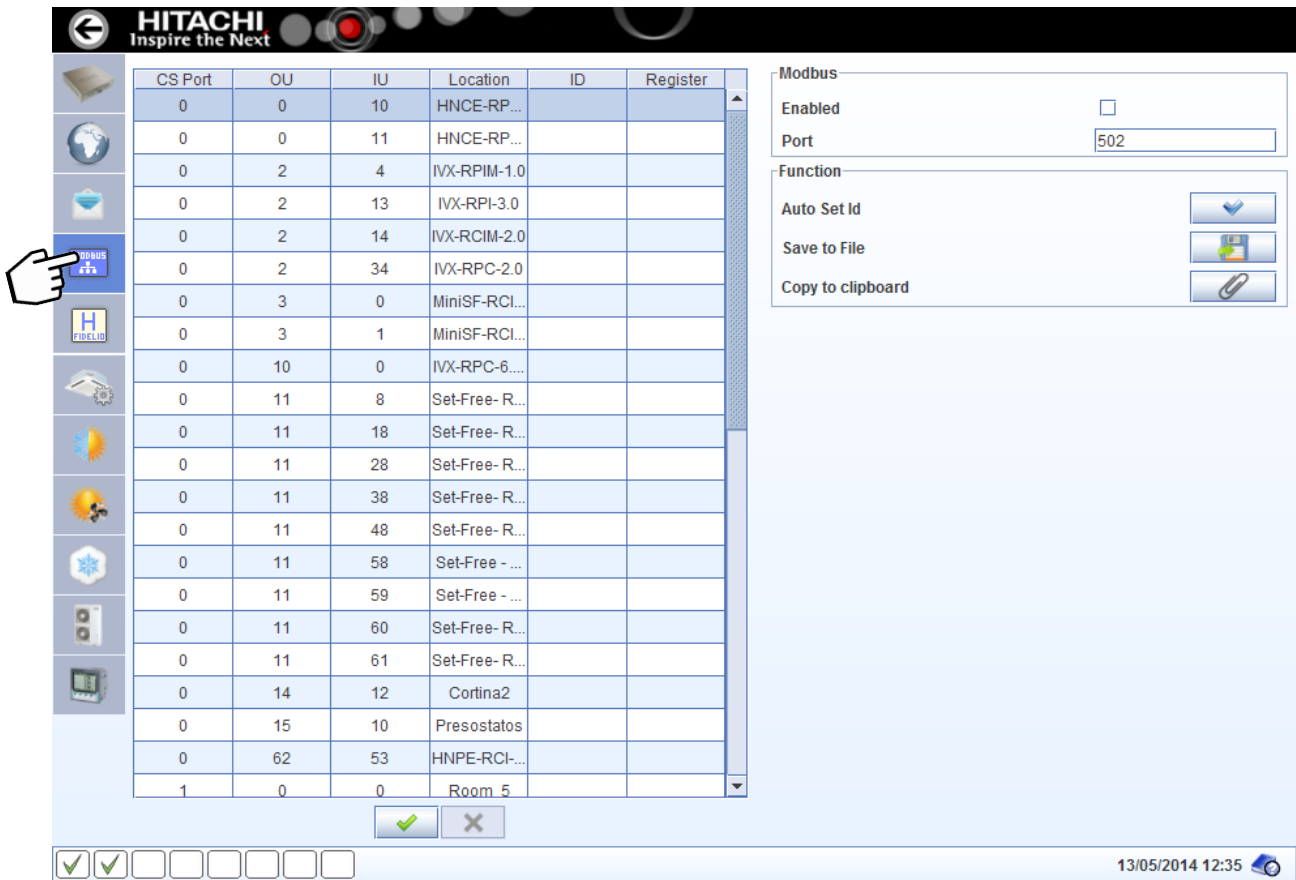 HITACHI
Inspire the Next
MODBUS
H
FIDELIO
CS Port OU IU Location ID Register
0 0 10 HNCE-RP...
0 0 11 HNCE-RP...
0 2 4 IVX-RPIM-1.0
0 2 13 IVX-RPI-3.0
0 2 14 IVX-RCIM-2.0
0 2 34 IVX-RPC-2.0
0 3 0 MiniSF-RCI...
0 3 1 MiniSF-RCI...
0 10 0 IVX-RPC-6....
0 11 8 Set-Free- R...
0 11 18 Set-Free- R...
0 11 28 Set-Free- R...
0 11 38 Set-Free- R...
0 11 48 Set-Free- R...
0 11 58 Set-Free - ...
0 11 59 Set-Free - ...
0 11 60 Set-Free- R...
0 11 61 Set-Free- R...
0 14 12 Cortina2
0 15 10 Presostatos
0 62 53 HNPE-RCI-...
1 0 0 Room 5
Modbus
Enabled
Port 502
Function
Auto Set Id
Save to File
Copy to clipboard
13/05/2014 12:35